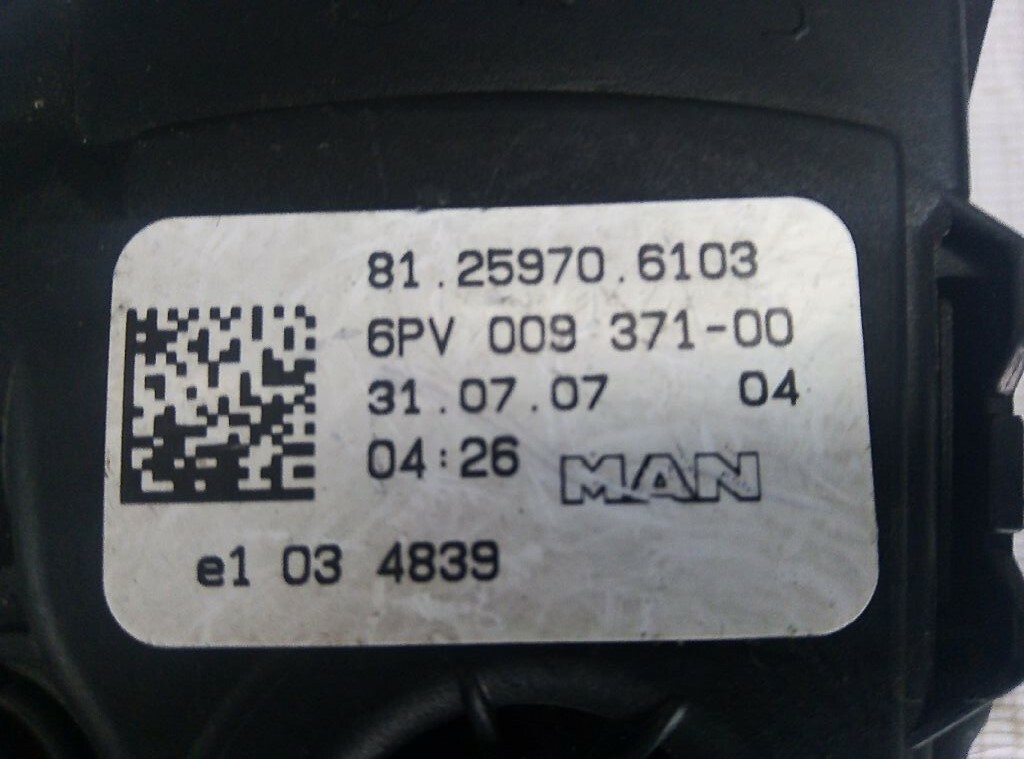 81.25970.6103
6PV 009 371-00
31.07.07 04
04:26 MAN
e1 03 4839